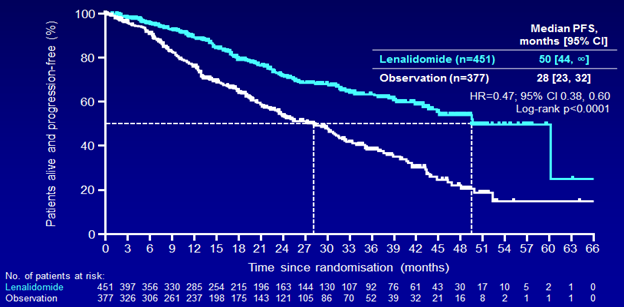 Patients alive and progression-free (%)
100
80
60
40
20
0
Median PFS,
months [95% CI]
Lenalidomide (n=451) 50 [44, ∞]
Observation (n=377) 28 [23, 32]
HR=0.47; 95% CI 0.38, 0.60
Log-rank p<0.0001
0 3 6 9 12 15 18 21 24 27 30 33 36 39 42 45 48 51 54 57 60 63 66
Time since randomisation (months)
No. of patients at risk:
Lenalidomide 451 397 356 330 285 254 215 196 163 144 130 107 92 76 61 43 30 17 10 5 2 1 0
Observation 377 326 306 261 237 198 175 143 121 105 86 70 52 39 32 21 16 8 2 1 1 1 0